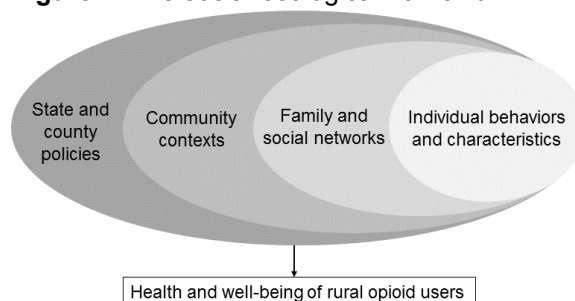 State and
county
policies
Community
contexts
Family and
social networks
Individual behaviors
and characteristics
Health and well-being of rural opioid users